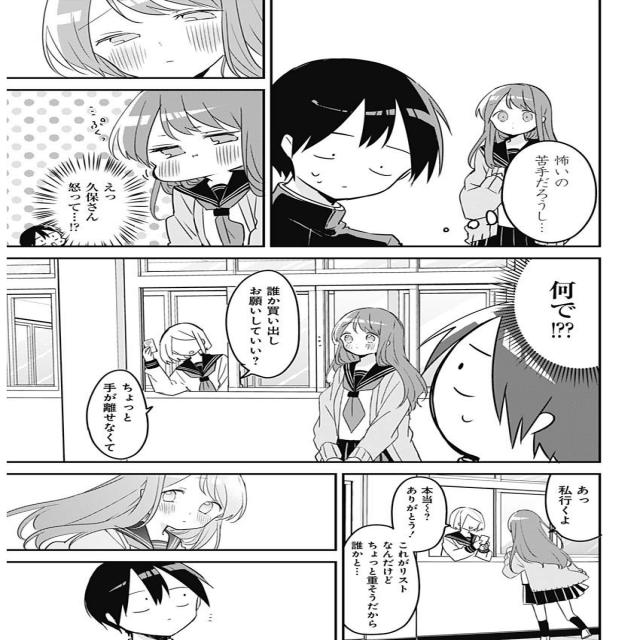 怖いの
苦手だろうし…
えっ
久保さん
怒って…!?
何で!??
誰か買い出し
お願いしていい?
ちょっと
手が離せなくて
あっ
私行くよ
本当〜?
ありがとう!
これがリスト
なんだけど
ちょっと重そうだから
誰かと…